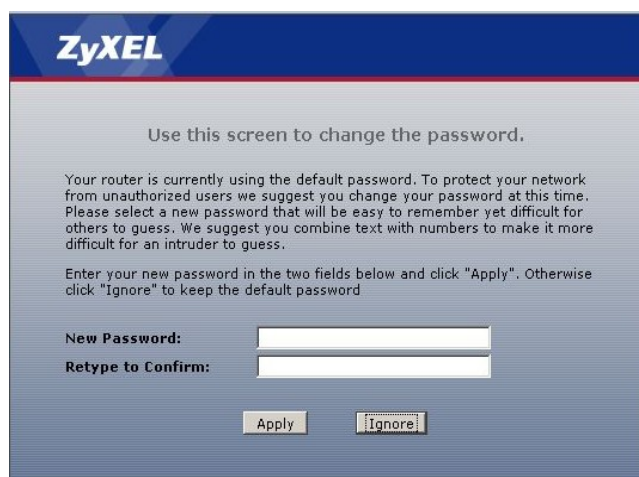 ZyXEL
Use this screen to change the password.
Your router is currently using the default password. To protect your network
from unauthorized users we suggest you change your password at this time.
Please select a new password that will be easy to remember yet difficult for
others to guess. We suggest you combine text with numbers to make it more
difficult for an intruder to guess.
Enter your new password in the two fields below and click "Apply". Otherwise
click "Ignore" to keep the default password
New Password:
Retype to Confirm:
Apply Ignore